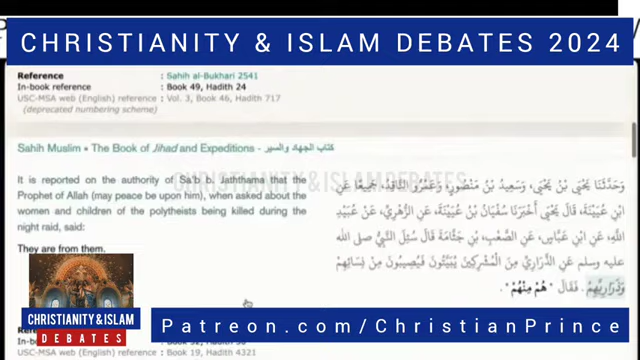 CHRISTIANITY & ISLAM DEBATES 2024
Reference : Sahih al-Bukhari 2541
In-book reference : Book 49, Hadith 24
USC-MSA web (English) reference : Vol. 3, Book 46, Hadith 717
(deprecated numbering scheme)
Sahih Muslim • The Book of Jihad and Expeditions - كتاب الجهاد والسير
It is reported on the authority of Sa'b b. Jaththama that the
Prophet of Allah (may peace be upon him), when asked about
the women and children of the polytheists being killed during the
night raid, said:
They are from them.
وَحَدَّثَنَا يَحْيَى بْنُ يَحْيَى، وَسَعِيدُ بْنُ مَنْصُورٍ، وَعَمْرٌو النَّاقِدُ، جَمِيعًا عَنِ
ابْنِ عُيَيْنَةَ، قَالَ يَحْيَى أَخْبَرَنَا سُفْيَانُ بْنُ عُيَيْنَةَ، عَنِ الزُّهْرِيِّ، عَنْ عُبَيْدِ
اللَّهِ، عَنِ ابْنِ عَبَّاسٍ، عَنِ الصَّعْبِ بْنِ جَثَّامَةَ قَالَ سُئِلَ النَّبِيُّ صلى الله
عليه وسلم عَنِ الذَّرَارِيِّ مِنَ الْمُشْرِكِينَ يُبَيَّتُونَ فَيُصِيبُونَ مِنْ نِسَائِهِمْ
وَذَرَارِيِّهِمْ . فَقَالَ " هُمْ مِنْهُمْ " .
CHRISTIANITY & ISLAM DEBATES
CHRISTIANITY & ISLAM
DEBATES
Patreon.com/ChristianPrince
USC-MSA web (English) reference : Book 19, Hadith 4321